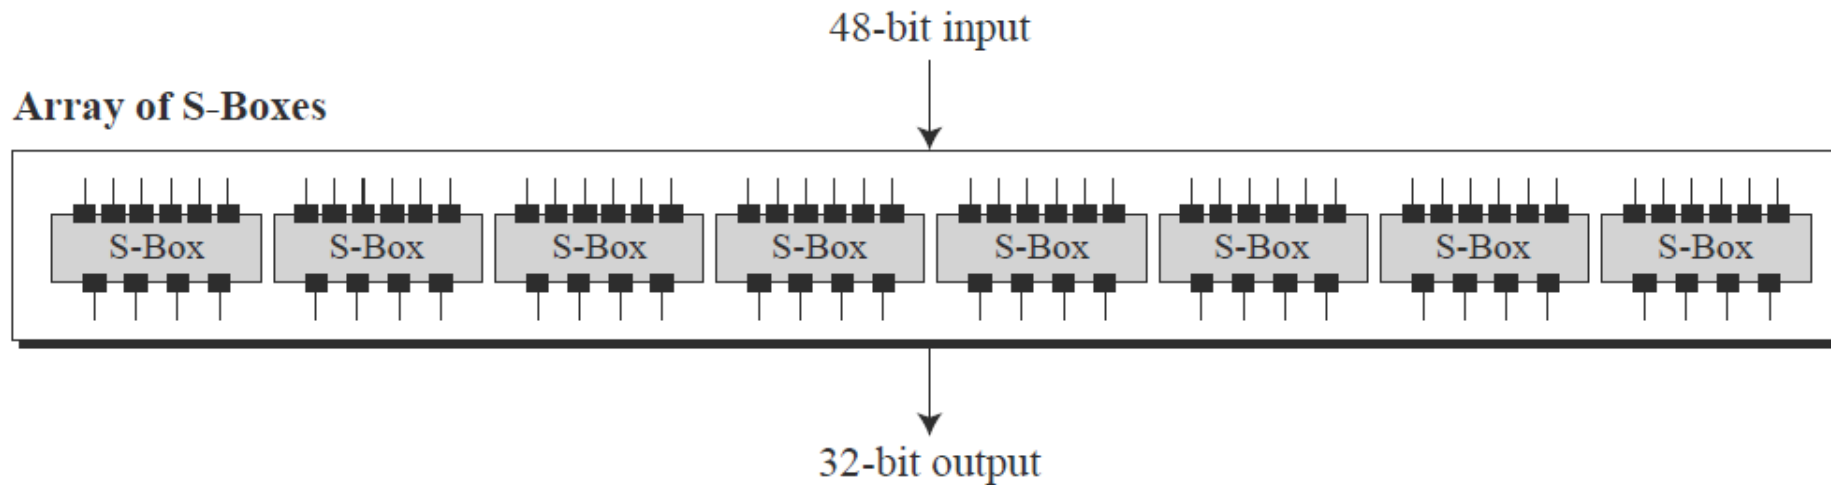 48-bit input
Array of S-Boxes
S-Box S-Box S-Box S-Box S-Box S-Box S-Box S-Box
32-bit output